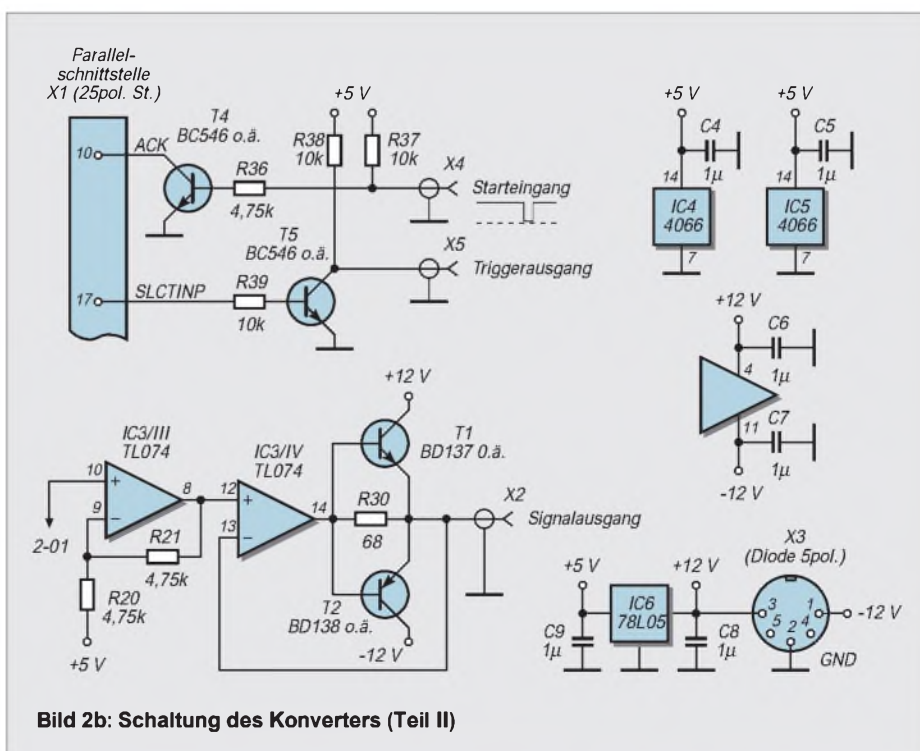 Parallel-
schnittstelle
X1 (25pol. St.)
10
ACK
T4
BC546 o.ä.
R36
4,75k
+5 V
R38
10k
R37
10k
X4
Starteingang
X5
Triggerausgang
T5
BC546 o.ä.
17
SLCTINP
R39
10k
+5 V
C4
1µ
14
IC4
4066
7
+5 V
C5
1µ
14
IC5
4066
7
+12 V
C6
1µ
4
11
C7
1µ
-12 V
IC3/III
TL074
10
+
9
−
8
2-01
R21
4,75k
R20
4,75k
+5 V
IC3/IV
TL074
12
+
13
−
14
+12 V
T1
BD137 o.ä.
R30
68
T2
BD138 o.ä.
-12 V
X2
Signalausgang
X3
(Diode 5pol.)
+5 V
C9
1µ
IC6
78L05
+12 V
C8
1µ
3
1
5
4
2
-12 V
GND
Bild 2b: Schaltung des Konverters (Teil II)